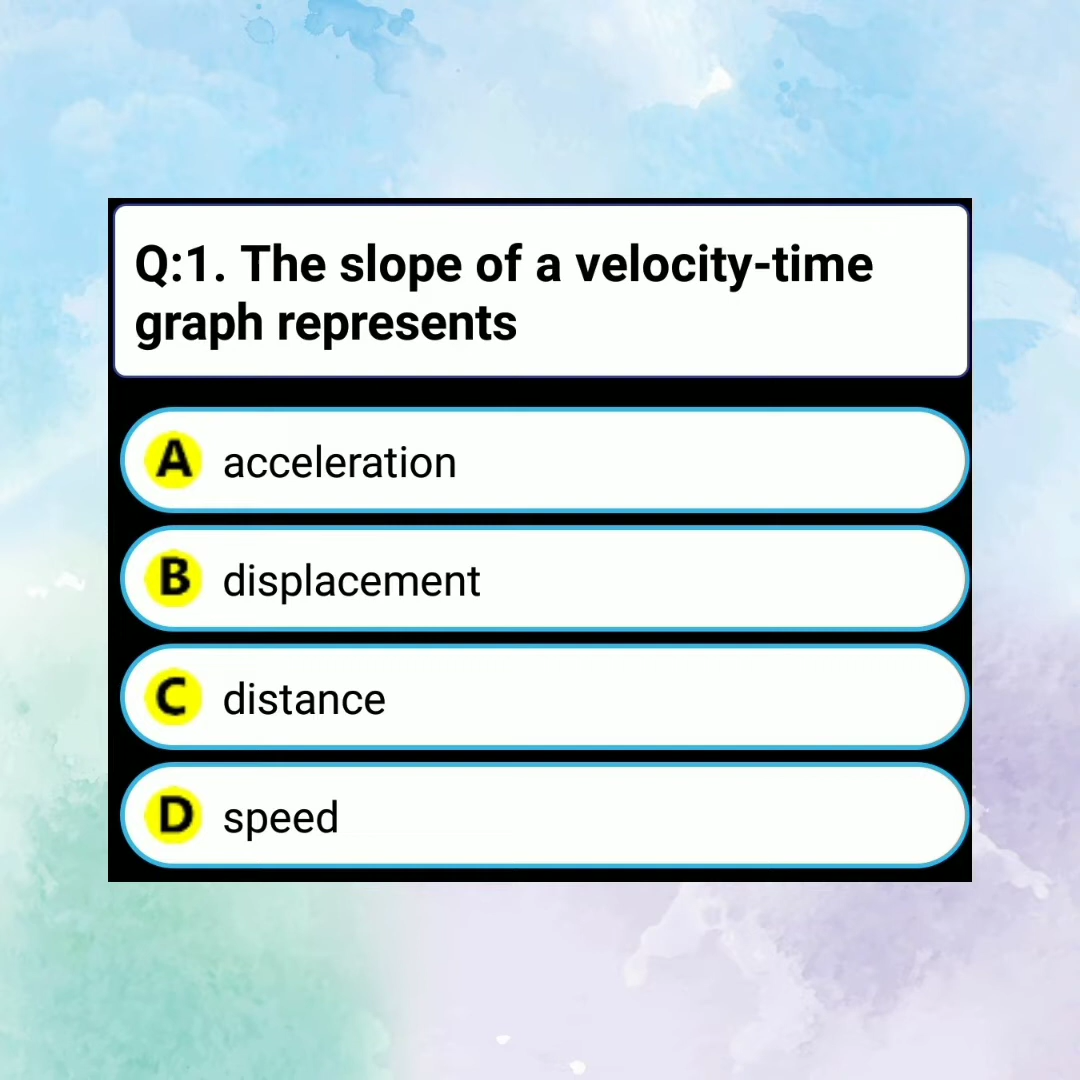 Q:1. The slope of a velocity-time
graph represents
A acceleration
B displacement
C distance
D speed